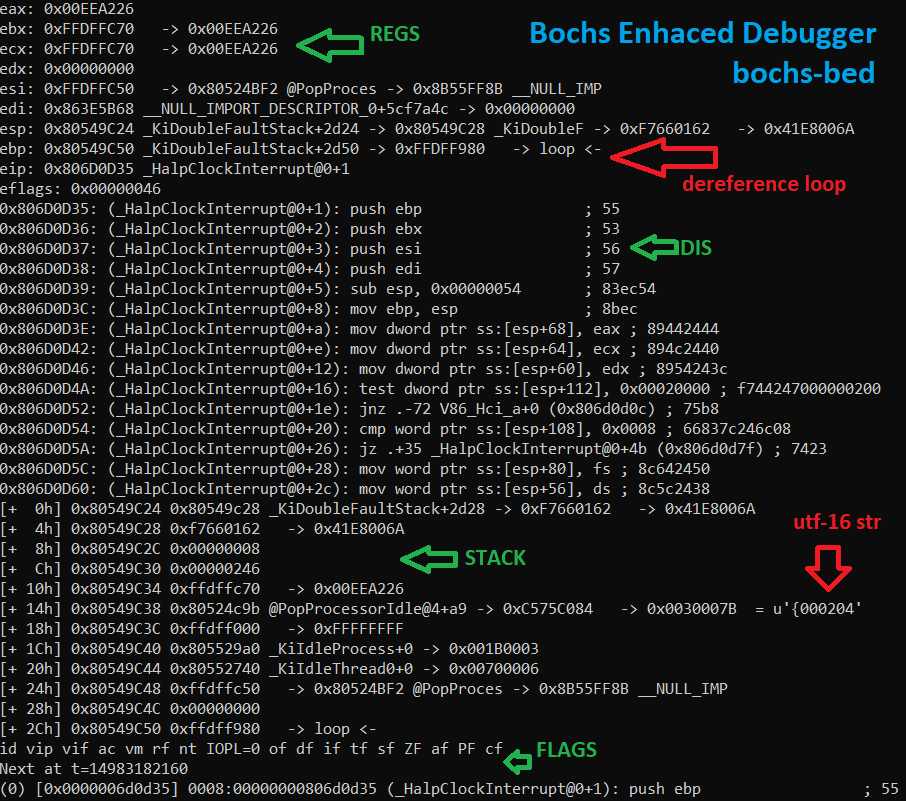 eax: 0x00EEA226
ebx: 0xFFDFFC70   -> 0x00EEA226
ecx: 0xFFDFFC70   -> 0x00EEA226
REGS
Bochs Enhaced Debugger
bochs-bed
edx: 0x00000000
esi: 0xFFDFFC50   -> 0x80524BF2 @PopProces -> 0x8B55FF8B __NULL_IMP
edi: 0x863E5B68 __NULL_IMPORT_DESCRIPTOR_0+5cf7a4c -> 0x00000000
esp: 0x80549C24 _KiDoubleFaultStack+2d24 -> 0x80549C28 _KiDoubleF -> 0xF7660162   -> 0x41E8006A
ebp: 0x80549C50 _KiDoubleFaultStack+2d50 -> 0xFFDFF980   -> loop <-
eip: 0x806D0D35 _HalpClockInterrupt@0+1
dereference loop
eflags: 0x00000046
0x806D0D35: (_HalpClockInterrupt@0+1): push ebp                    ; 55
0x806D0D36: (_HalpClockInterrupt@0+2): push ebx                    ; 53
0x806D0D37: (_HalpClockInterrupt@0+3): push esi                    ; 56
DIS
0x806D0D38: (_HalpClockInterrupt@0+4): push edi                    ; 57
0x806D0D39: (_HalpClockInterrupt@0+5): sub esp, 0x00000054         ; 83ec54
0x806D0D3C: (_HalpClockInterrupt@0+8): mov ebp, esp                ; 8bec
0x806D0D3E: (_HalpClockInterrupt@0+a): mov dword ptr ss:[esp+68], eax ; 89442444
0x806D0D42: (_HalpClockInterrupt@0+e): mov dword ptr ss:[esp+64], ecx ; 894c2440
0x806D0D46: (_HalpClockInterrupt@0+12): mov dword ptr ss:[esp+60], edx ; 8954243c
0x806D0D4A: (_HalpClockInterrupt@0+16): test dword ptr ss:[esp+112], 0x00020000 ; f744247000000200
0x806D0D52: (_HalpClockInterrupt@0+1e): jnz .-72 V86_Hci_a+0 (0x806d0d0c) ; 75b8
0x806D0D54: (_HalpClockInterrupt@0+20): cmp word ptr ss:[esp+108], 0x0008 ; 66837c246c08
0x806D0D5A: (_HalpClockInterrupt@0+26): jz .+35 _HalpClockInterrupt@0+4b (0x806d0d7f) ; 7423
0x806D0D5C: (_HalpClockInterrupt@0+28): mov word ptr ss:[esp+80], fs ; 8c642450
0x806D0D60: (_HalpClockInterrupt@0+2c): mov word ptr ss:[esp+56], ds ; 8c5c2438
[+  0h] 0x80549C24 0x80549c28 _KiDoubleFaultStack+2d28 -> 0xF7660162   -> 0x41E8006A
[+  4h] 0x80549C28 0xf7660162   -> 0x41E8006A
utf-16 str
[+  8h] 0x80549C2C 0x00000008
STACK
[+  Ch] 0x80549C30 0x00000246
[+ 10h] 0x80549C34 0xffdffc70   -> 0x00EEA226
[+ 14h] 0x80549C38 0x80524c9b @PopProcessorIdle@4+a9 -> 0xC575C084   -> 0x0030007B  = u'{000204'
[+ 18h] 0x80549C3C 0xffdff000   -> 0xFFFFFFFF
[+ 1Ch] 0x80549C40 0x805529a0 _KiIdleProcess+0 -> 0x001B0003
[+ 20h] 0x80549C44 0x80552740 _KiIdleThread0+0 -> 0x00700006
[+ 24h] 0x80549C48 0xffdffc50   -> 0x80524BF2 @PopProces -> 0x8B55FF8B __NULL_IMP
[+ 28h] 0x80549C4C 0x00000000
[+ 2Ch] 0x80549C50 0xffdff980   -> loop <-
id vip vif ac vm rf nt IOPL=0 of df if tf sf ZF af PF cf
FLAGS
Next at t=14983182160
(0) [0x0000006d0d35] 0008:00000000806d0d35 (_HalpClockInterrupt@0+1): push ebp                    ; 55